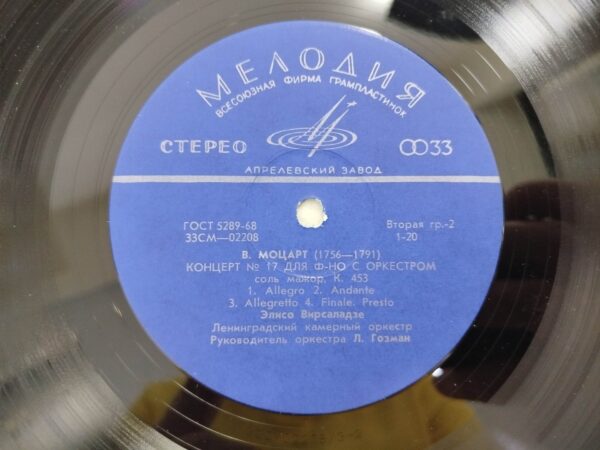 МЕЛОДИЯ
ВСЕСОЮЗНАЯ ФИРМА ГРАМПЛАСТИНОК
СТЕРЕО
33
АПРЕЛЕВСКИЙ ЗАВОД
ГОСТ 5289-68
Вторая гр.-2
33СМ—02208
1-20
В. МОЦАРТ (1756—1791)
КОНЦЕРТ № 17 ДЛЯ Ф-НО С ОРКЕСТРОМ
соль мажор, К. 453
1. Allegro 2. Andante
3. Allegretto 4. Finale. Presto
Элисо Вирсаладзе
Ленинградский камерный оркестр
Руководитель оркестра Л. Гозман